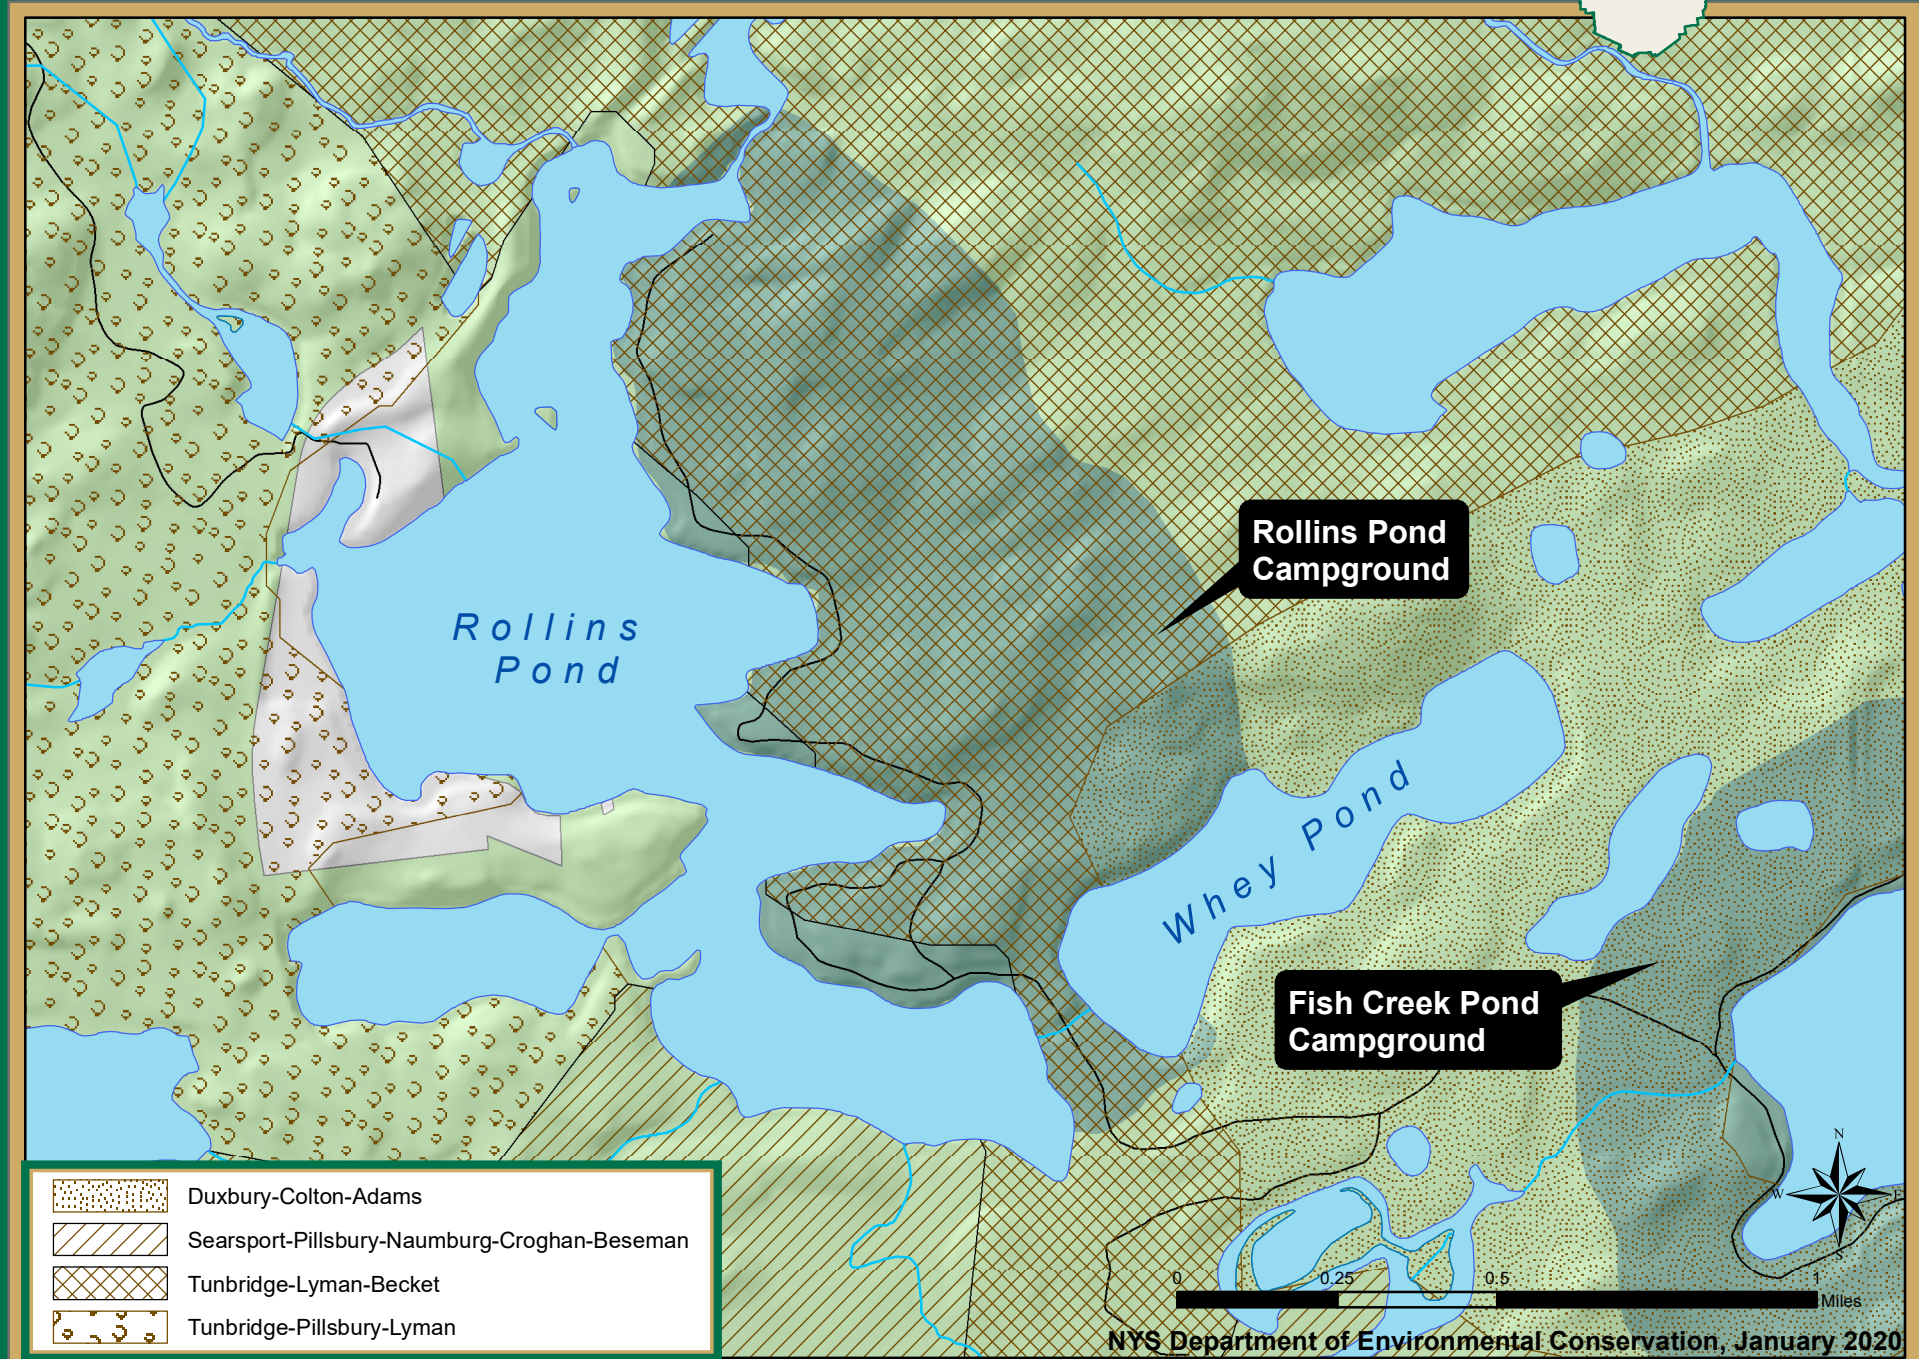 Rollins Pond
Campground
Rollins
Pond
Whey Pond
Fish Creek Pond
Campground
N
W E
S
Duxbury-Colton-Adams
Searsport-Pillsbury-Naumburg-Croghan-Beseman
Tunbridge-Lyman-Becket
Tunbridge-Pillsbury-Lyman
0 0.25 0.5 1
Miles
NYS Department of Environmental Conservation, January 2020